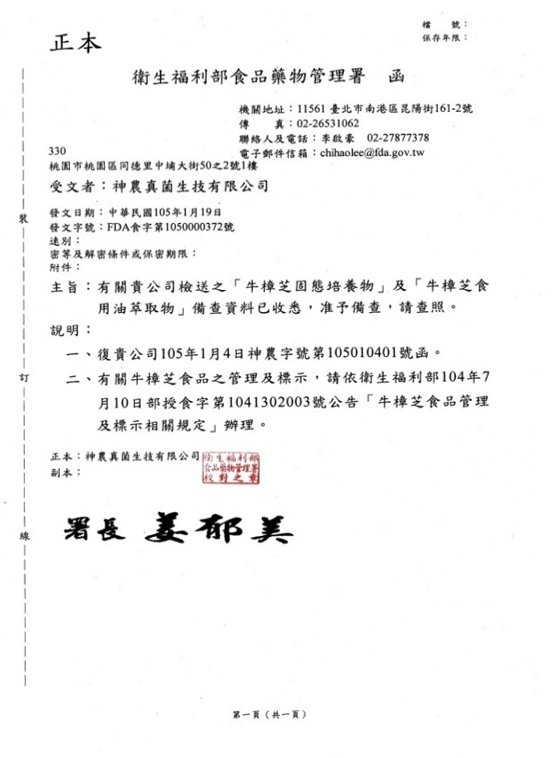 檔　　號：
保存年限：
正本
衛生福利部食品藥物管理署　函
機關地址：11561 臺北市南港區昆陽街161-2號
傳　　真：02-26531062
聯絡人及電話：李啟豪　02-27877378
電子郵件信箱：chihaolee@fda.gov.tw
330
桃園市桃園區同德里中埔六街50之2號1樓
受文者：神農真菌生技有限公司
發文日期：中華民國105年1月19日
發文字號：FDA食字第1050000372號
速別：
密等及解密條件或保密期限：
附件：
主旨：有關貴公司檢送之「牛樟芝固態培養物」及「牛樟芝食
用油萃取物」備查資料已收悉，准予備查，請查照。
說明：
一、復貴公司105年1月4日神農字號第105010401號函。
二、有關牛樟芝食品之管理及標示，請依衛生福利部104年7
月10日部授食字第1041302003號公告「牛樟芝食品管理
及標示相關規定」辦理。
正本：神農真菌生技有限公司
副本：
衛生福利部
食品藥物管理署
校對之章
署長 姜郁美
裝
訂
線
第一頁（共一頁）